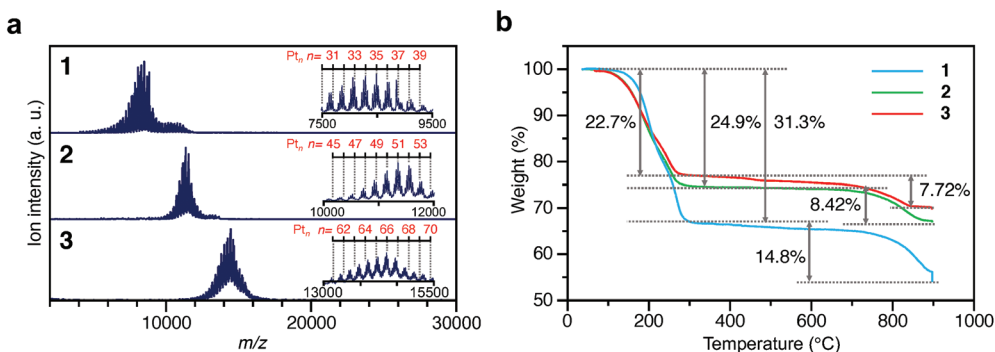 a
Ion intensity (a. u.)
1
Ptn n= 31 33 35 37 39
7500 9500
2
Ptn n= 45 47 49 51 53
10000 12000
3
Ptn n= 62 64 66 68 70
13000 15500
10000 20000 30000
m/z
b
Weight (%)
100
90
80
70
60
50
22.7%
24.9%
31.3%
7.72%
8.42%
14.8%
1
2
3
0 200 400 600 800 1000
Temperature (°C)